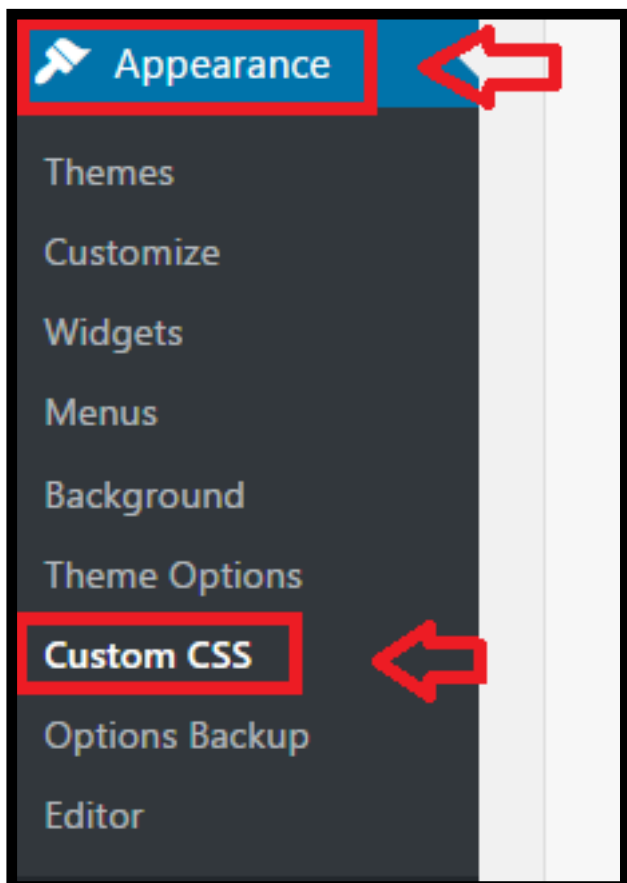 Appearance
Themes
Customize
Widgets
Menus
Background
Theme Options
Custom CSS
Options Backup
Editor